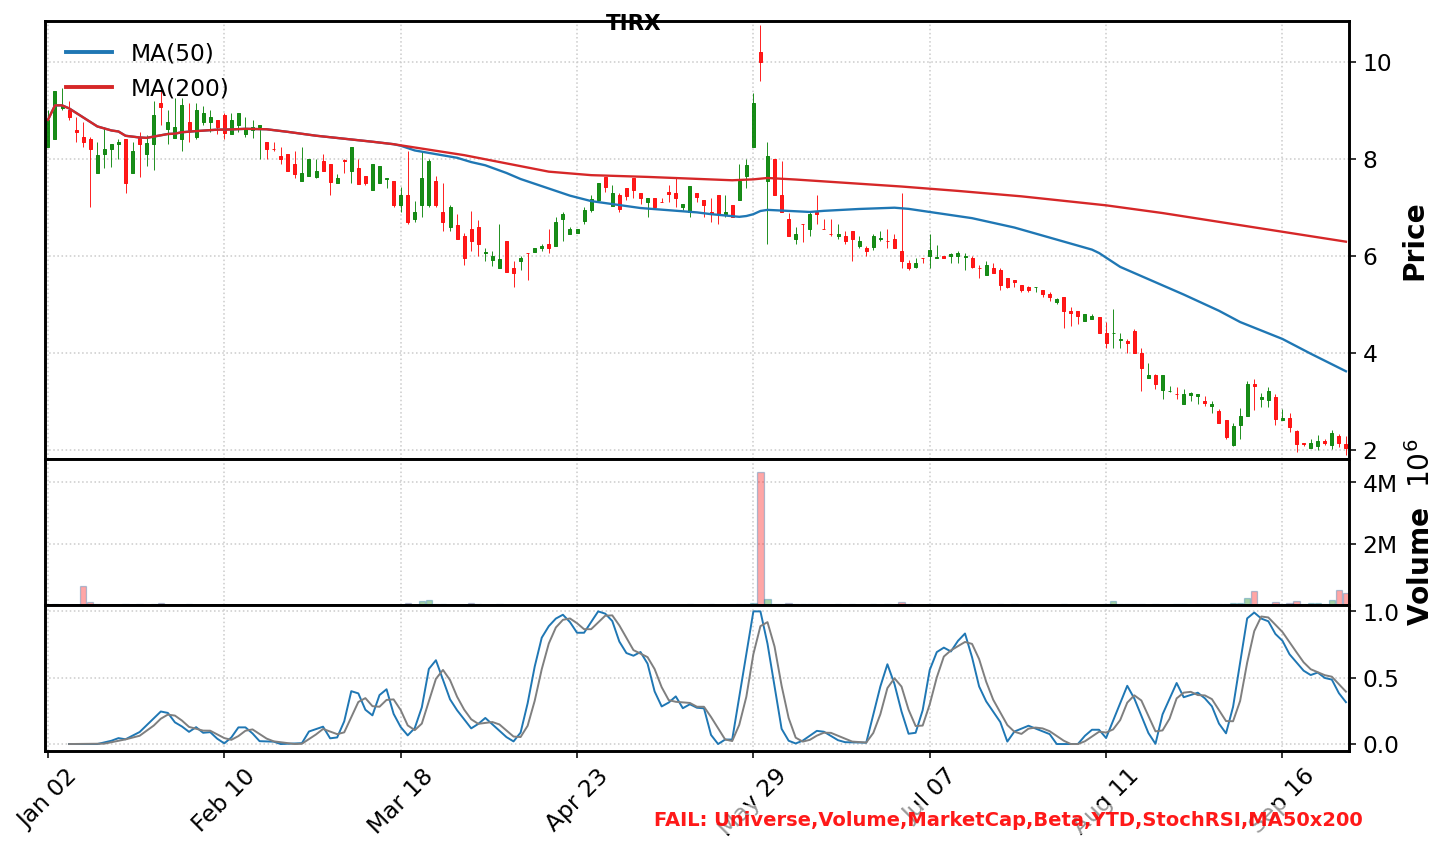 TIRX
MA(50)
MA(200)
10
8
6
4
2
Price
4M
2M
Volume 10^6
1.0
0.5
0.0
Jan 02
Feb 10
Mar 18
Apr 23
May 29
Jul 07
Aug 11
Sep 16
FAIL: Universe,Volume,MarketCap,Beta,YTD,StochRSI,MA50x200